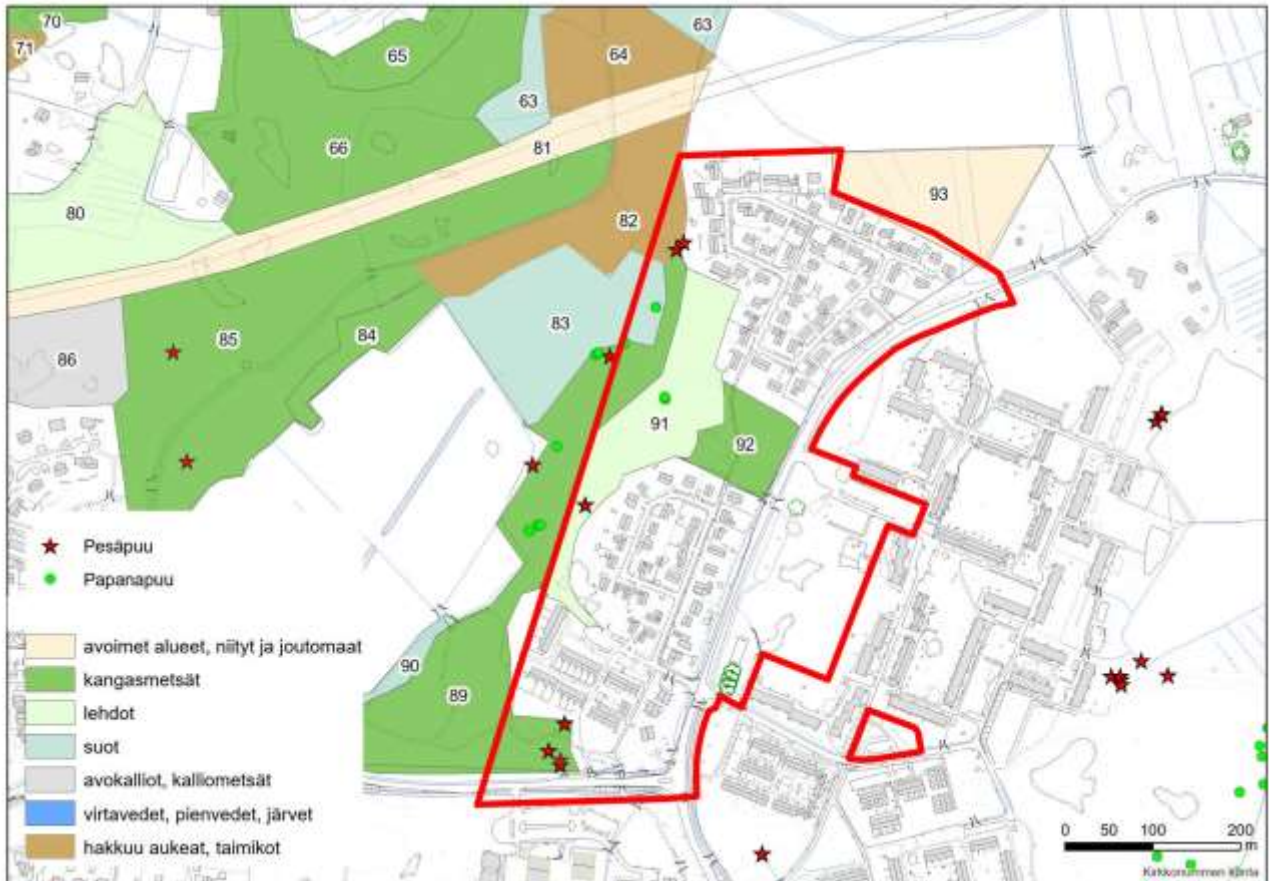 70
71
65
64
63
63
66
81
80
82
93
83
85
84
86
91
92
Pesäpuu
Papanapuu
90
89
avoimet alueet, niityt ja joutomaat
kangasmetsät
lehdot
suot
avokalliot, kalliometsät
virtavedet, pienvedet, järvet
hakkuu aukeat, taimikot
0 50 100 200
m
Kirkkonummen kunta